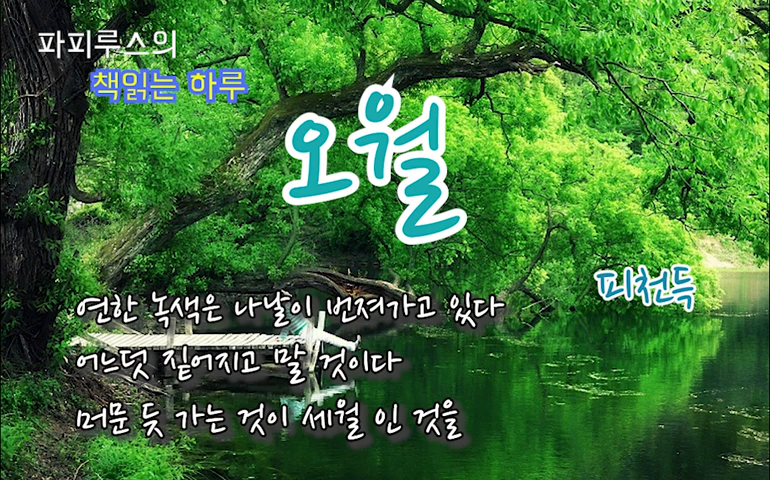 파피루스의
책읽는 하루
오월
피천득
연한 녹색은 나날이 번져가고 있다
어느덧 짙어지고 말 것이다
머문 듯 가는 것이 세월 인 것을